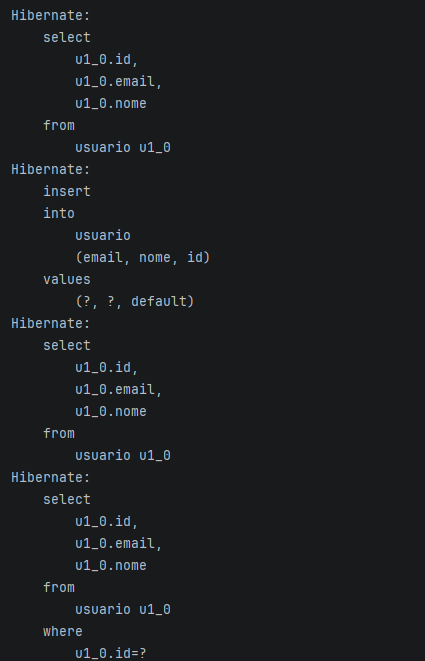 Hibernate:
    select
        u1_0.id,
        u1_0.email,
        u1_0.nome
    from
        usuario u1_0
Hibernate:
    insert
    into
        usuario
        (email, nome, id)
    values
        (?, ?, default)
Hibernate:
    select
        u1_0.id,
        u1_0.email,
        u1_0.nome
    from
        usuario u1_0
Hibernate:
    select
        u1_0.id,
        u1_0.email,
        u1_0.nome
    from
        usuario u1_0
    where
        u1_0.id=?